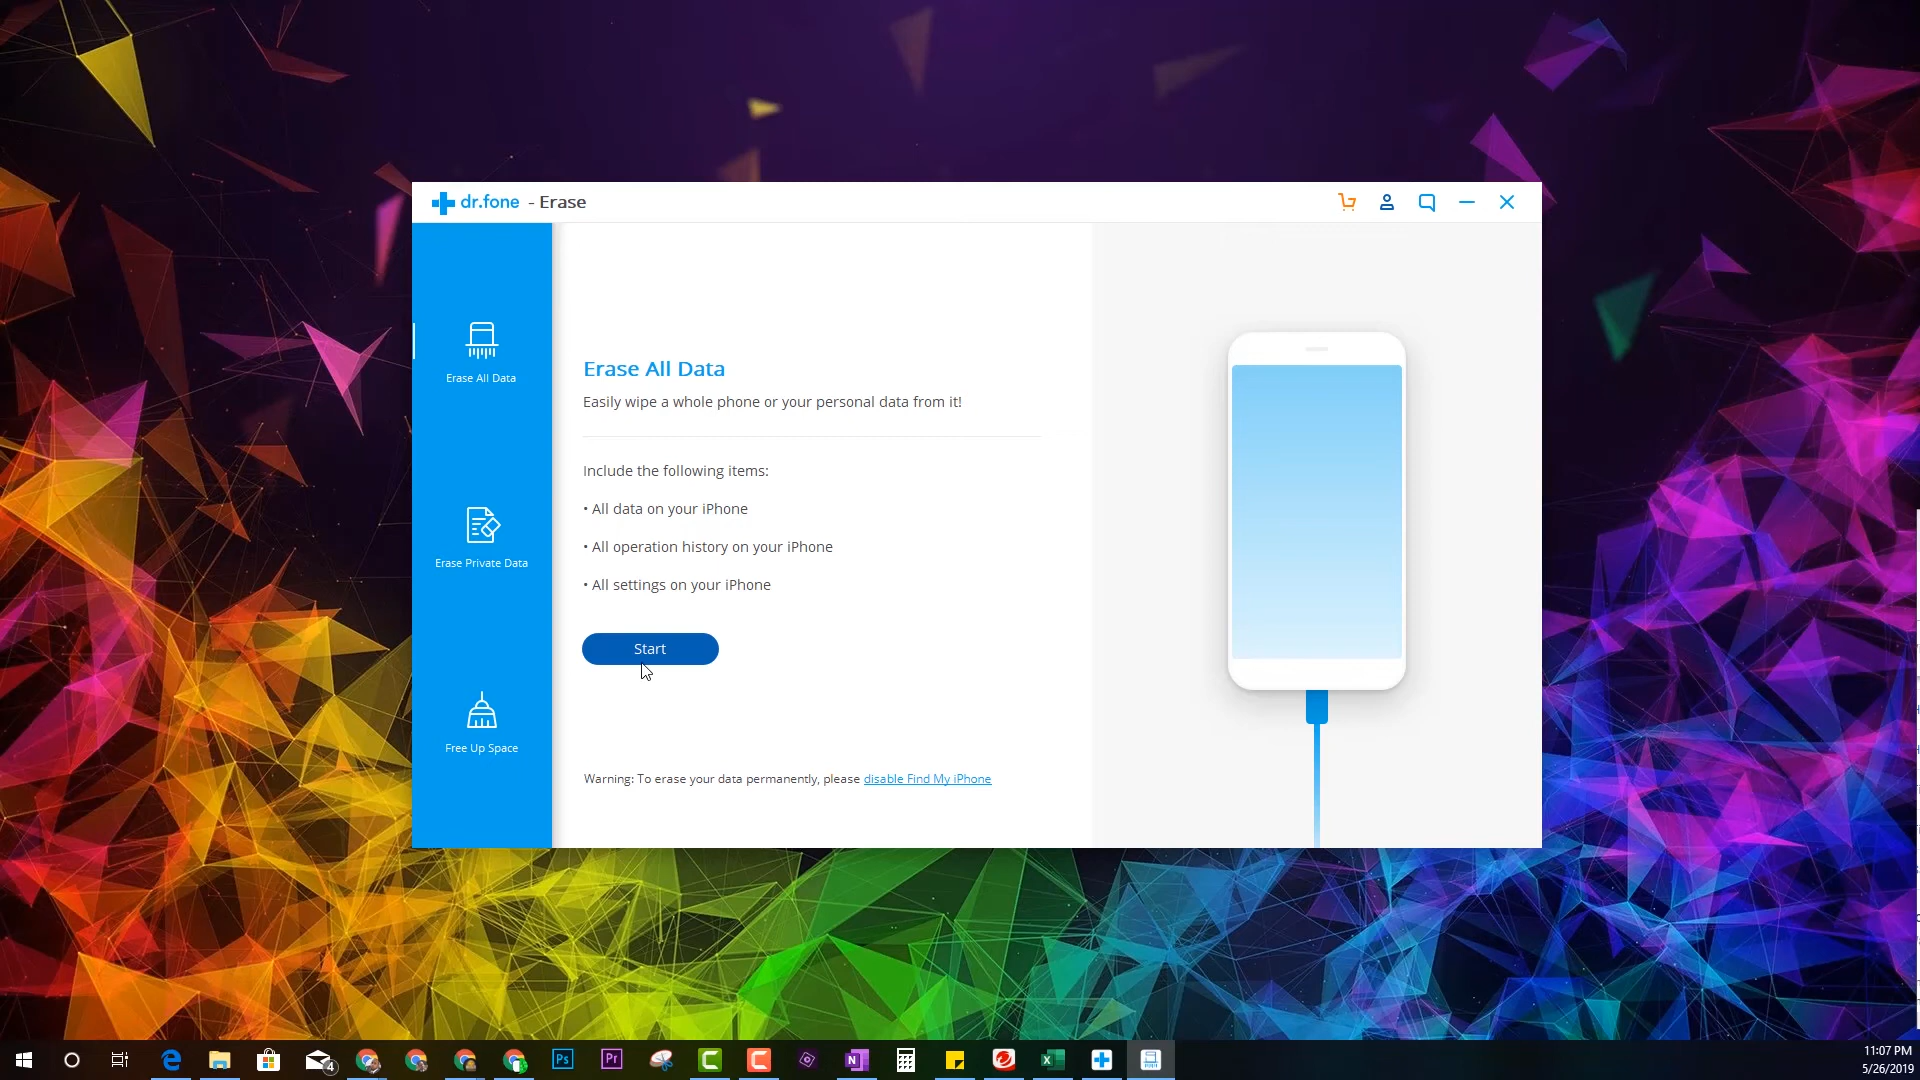 dr.fone - Erase
Erase All Data
Erase Private Data
Free Up Space
Erase All Data
Easily wipe a whole phone or your personal data from it!
Include the following items:
• All data on your iPhone
• All operation history on your iPhone
• All settings on your iPhone
Start
Warning: To erase your data permanently, please disable Find My iPhone
4
Ps
Pr
N
X
11:07 PM
5/26/2019